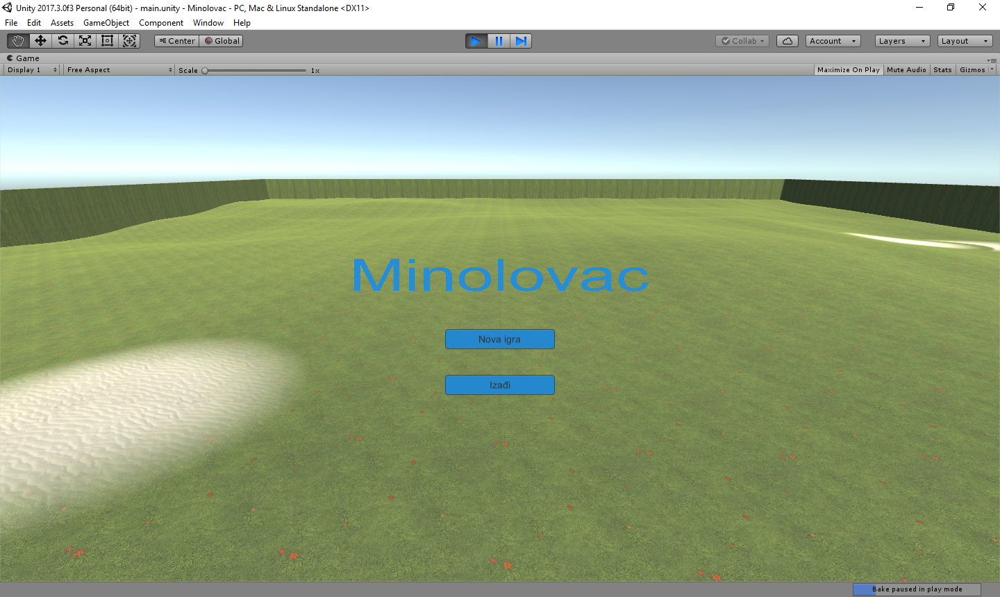 Unity 2017.3.0f3 Personal (64bit) - main.unity - Minolovac - PC, Mac & Linux Standalone <DX11>
File Edit Assets GameObject Component Window Help
Center Global Collab Account Layers Layout
Game
Display 1 Free Aspect Scale 1x Maximize On Play Mute Audio Stats Gizmos
Minolovac
Nova igra
Izađi
Bake paused in play mode